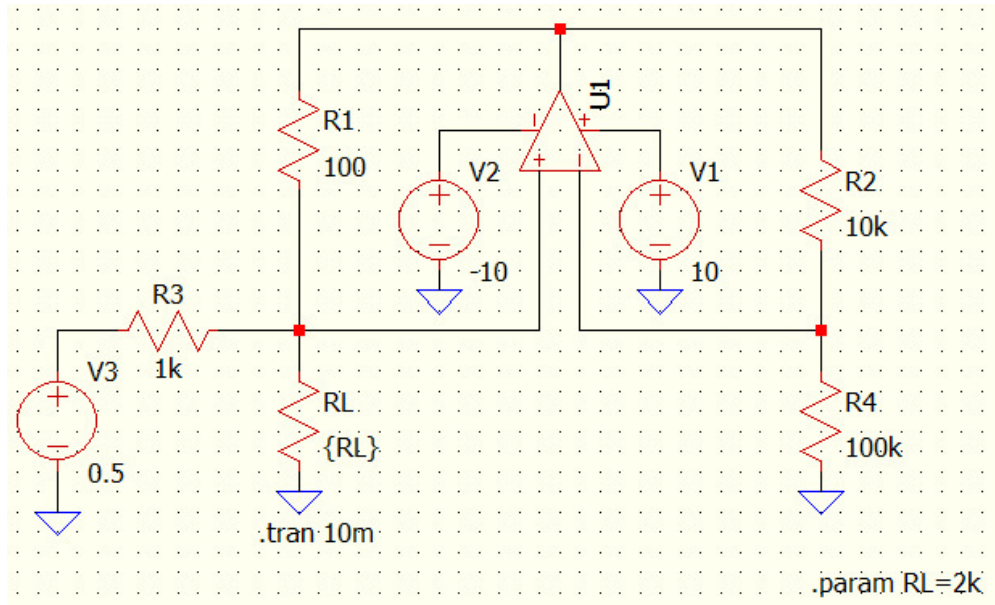 U1
R1
100
V2
-10
V1
10
R2
10k
R3
1k
V3
0.5
RL
{RL}
R4
100k
.tran 10m
.param RL=2k